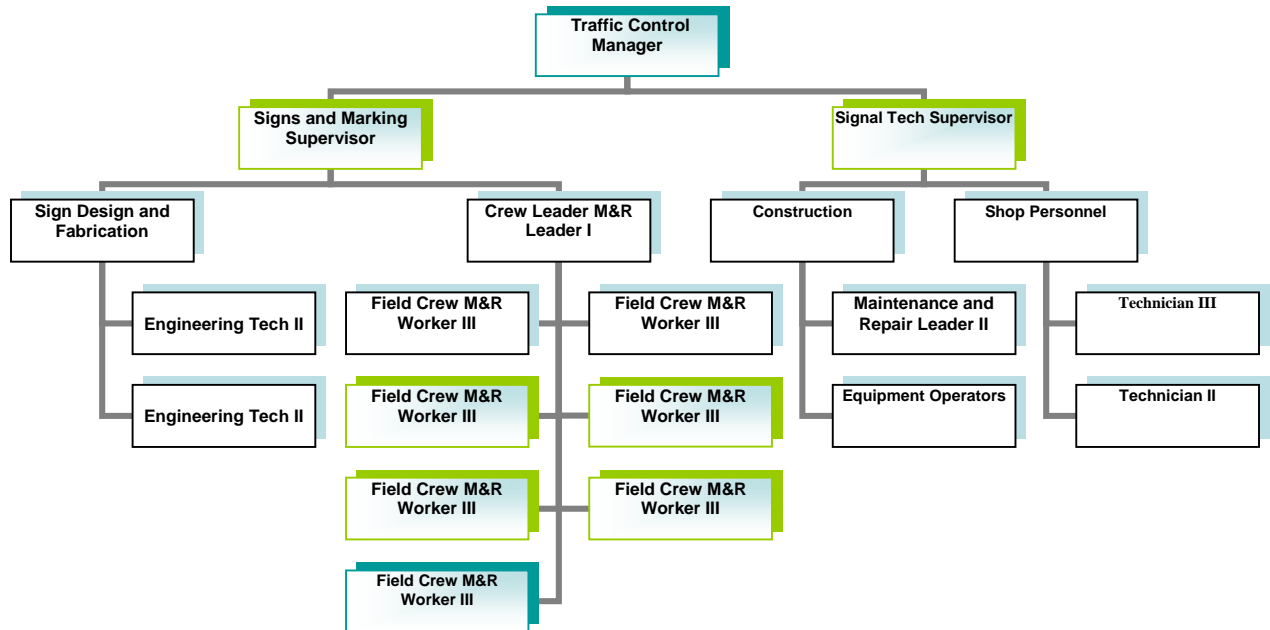 Traffic Control
Manager
Signs and Marking
Supervisor
Signal Tech Supervisor
Sign Design and
Fabrication
Crew Leader M&R
Leader I
Construction
Shop Personnel
Engineering Tech II
Field Crew M&R
Worker III
Field Crew M&R
Worker III
Maintenance and
Repair Leader II
Technician III
Engineering Tech II
Field Crew M&R
Worker III
Field Crew M&R
Worker III
Equipment Operators
Technician II
Field Crew M&R
Worker III
Field Crew M&R
Worker III
Field Crew M&R
Worker III